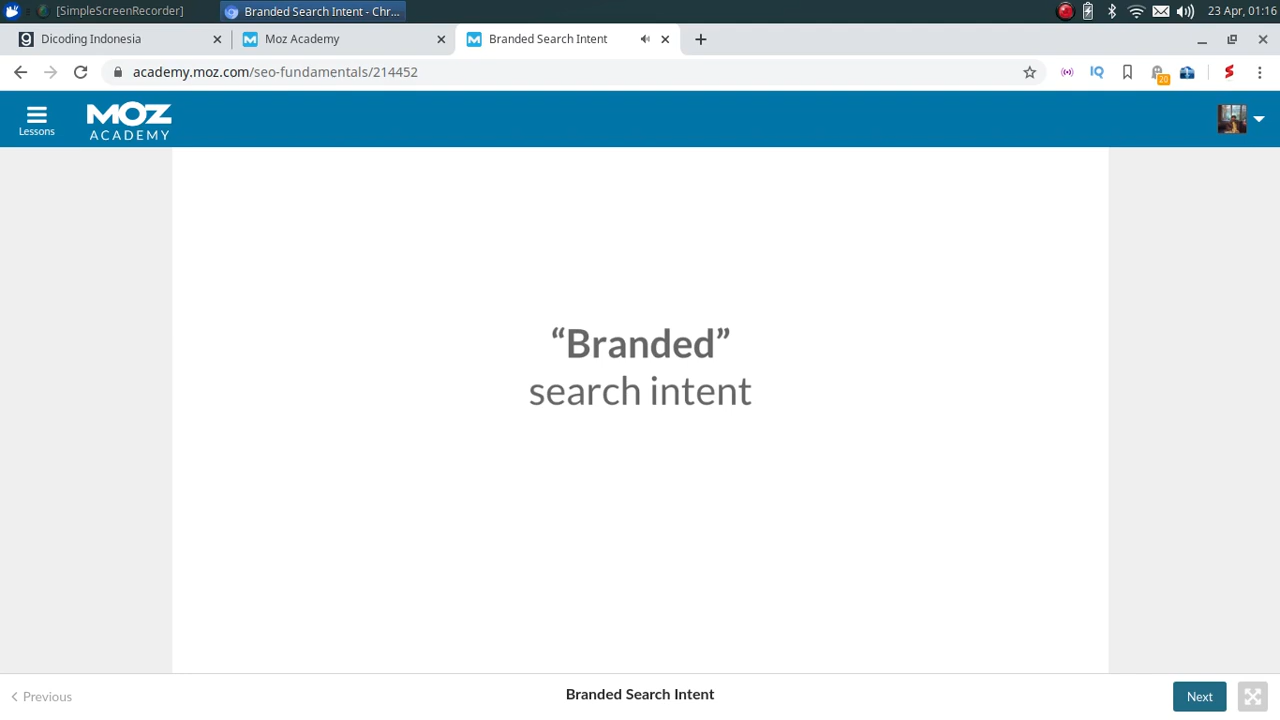 [SimpleScreenRecorder]
Branded Search Intent - Chr...
23 Apr, 01:16
Dicoding Indonesia
Moz Academy
Branded Search Intent
academy.moz.com/seo-fundamentals/214452
IQ
20
Lessons
MOZ
ACADEMY
“Branded”
search intent
Previous
Branded Search Intent
Next